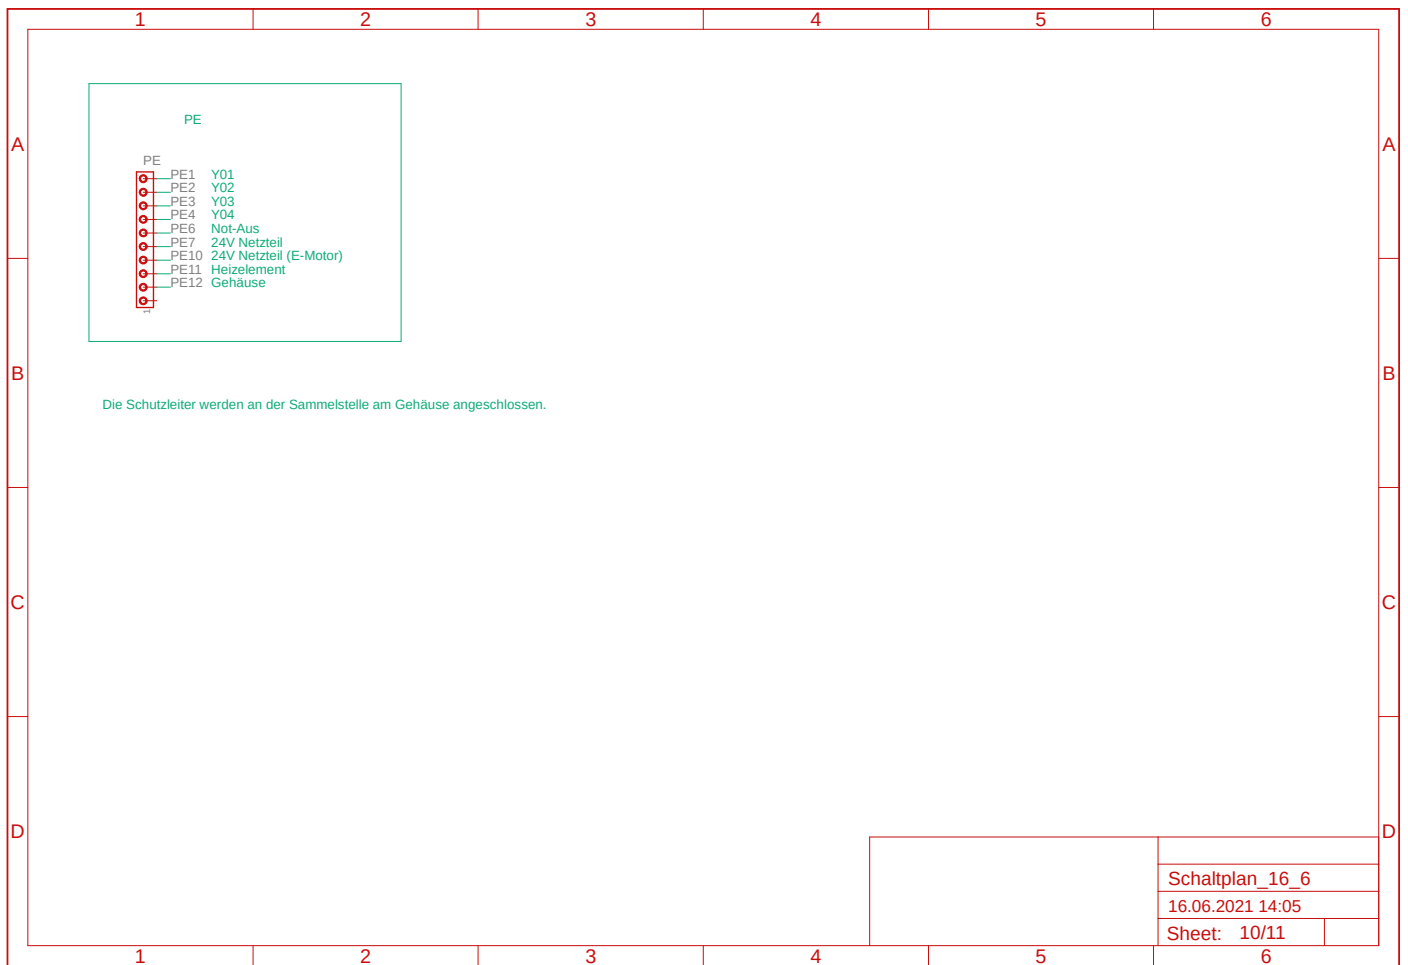 1 2 3 4 5 6
A A
PE
PE
PE1 Y01
PE2 Y02
PE3 Y03
PE4 Y04
PE6 Not-Aus
PE7 24V Netzteil
PE10 24V Netzteil (E-Motor)
PE11 Heizelement
PE12 Gehäuse
1
B B
Die Schutzleiter werden an der Sammelstelle am Gehäuse angeschlossen.
C C
D D
Schaltplan_16_6
16.06.2021 14:05
Sheet: 10/11
1 2 3 4 5 6